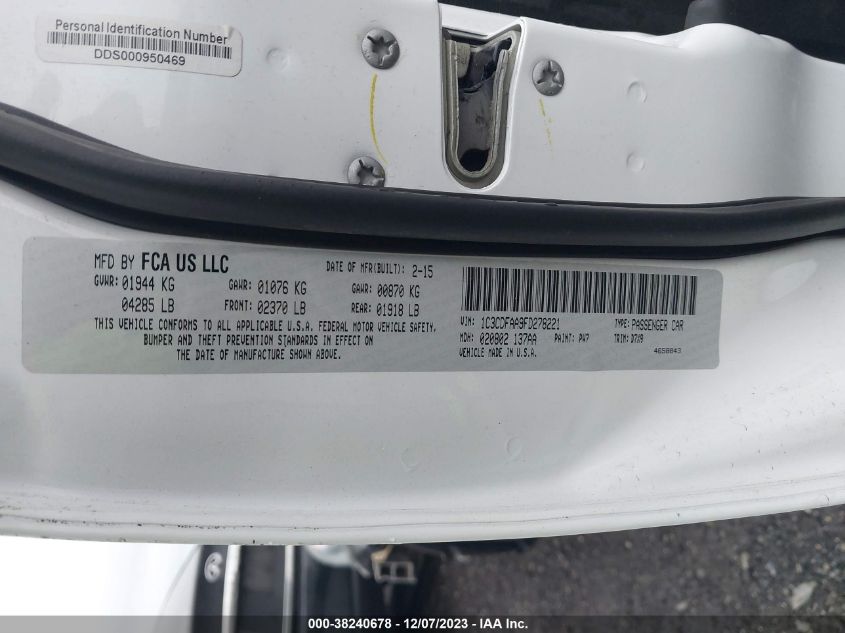 Personal Identification Number
DDS000950469
MFD BY FCA US LLC
DATE OF MFR(BUILT): 2-15
GVWR: 01944 KG
GAWR: 01076 KG
GAWR: 00870 KG
04285 LB
FRONT: 02370 LB
REAR: 01918 LB
THIS VEHICLE CONFORMS TO ALL APPLICABLE U.S.A. FEDERAL MOTOR VEHICLE SAFETY,
BUMPER AND THEFT PREVENTION STANDARDS IN EFFECT ON
THE DATE OF MANUFACTURE SHOWN ABOVE.
VIN: 1C3CDFAA9FD278221
TYPE: PASSENGER CAR
MDH: 020802 137AA
PAINT: PW7
TRIM: D7X9
VEHICLE MADE IN U.S.A.
4658043
000-38240678 - 12/07/2023 - IAA Inc.